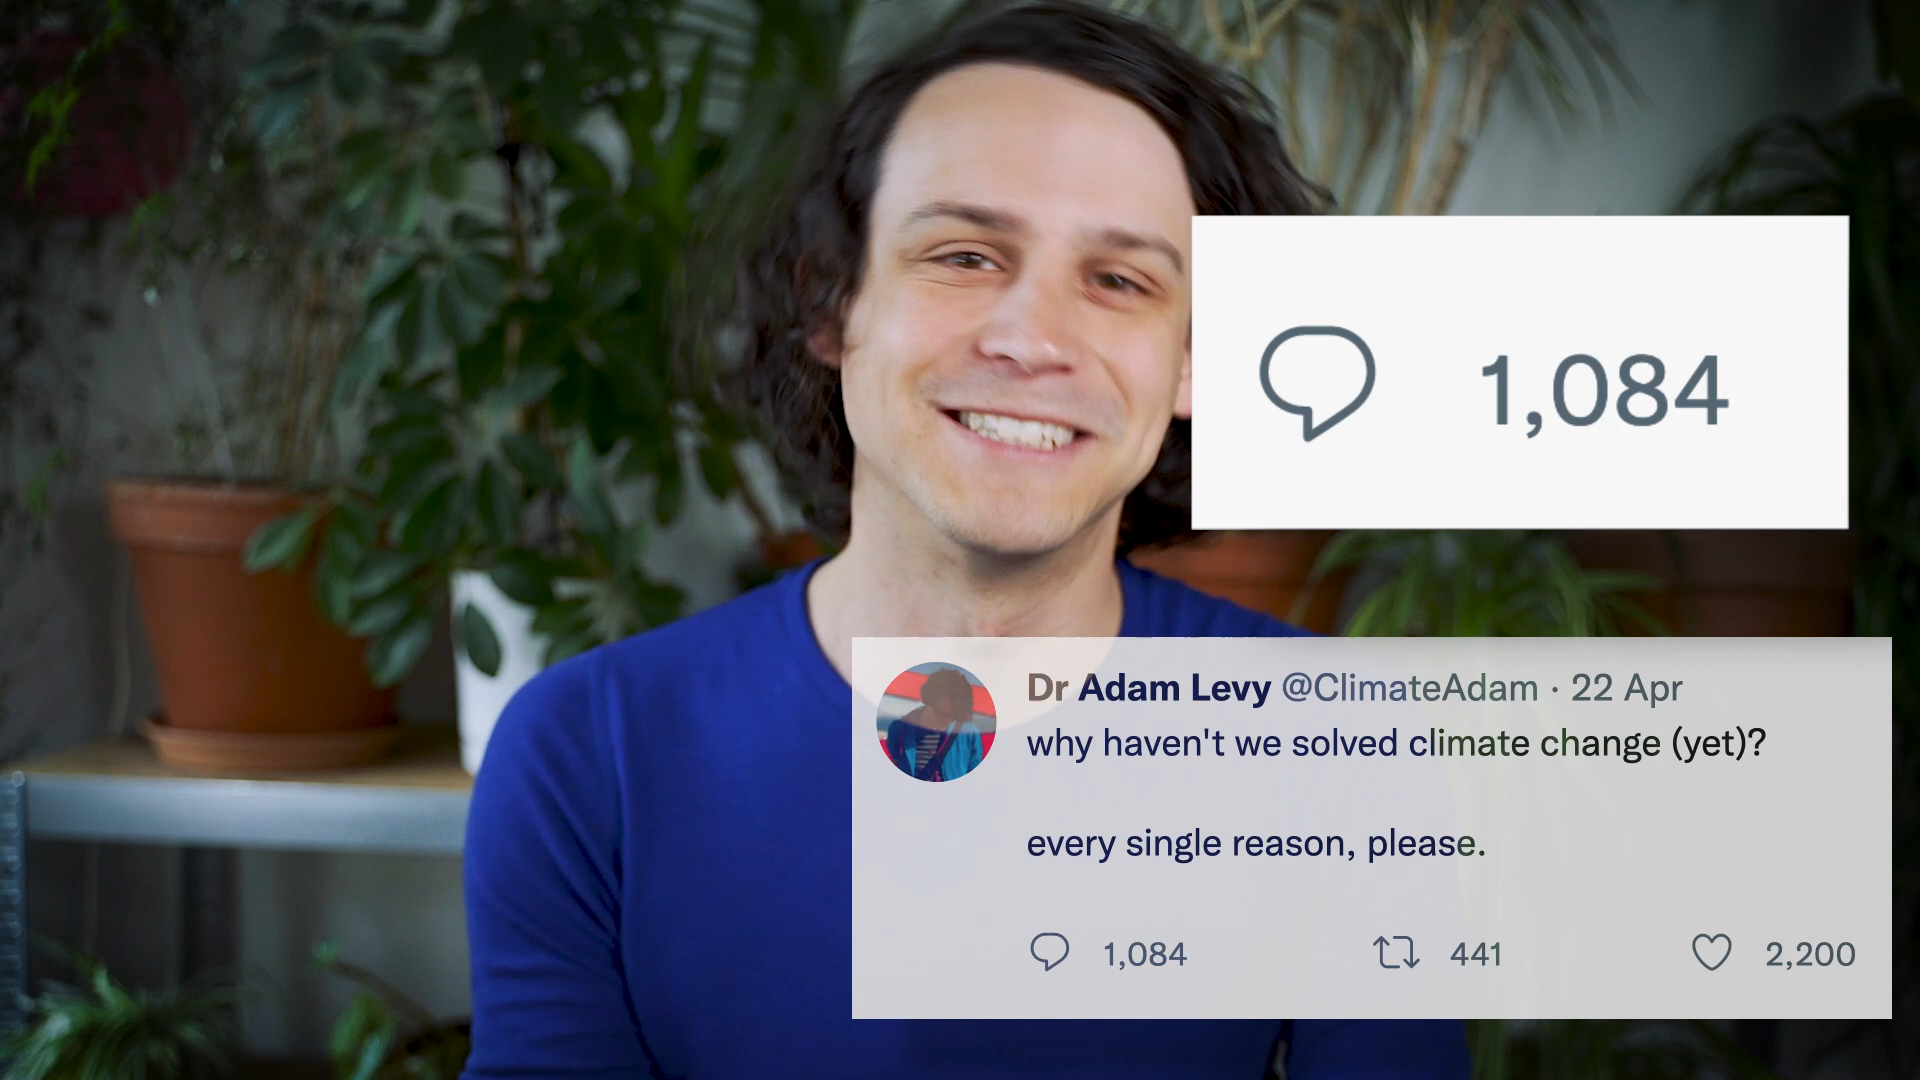 1,084
Dr Adam Levy @ClimateAdam · 22 Apr
why haven't we solved climate change (yet)?
every single reason, please.
1,084 441 2,200